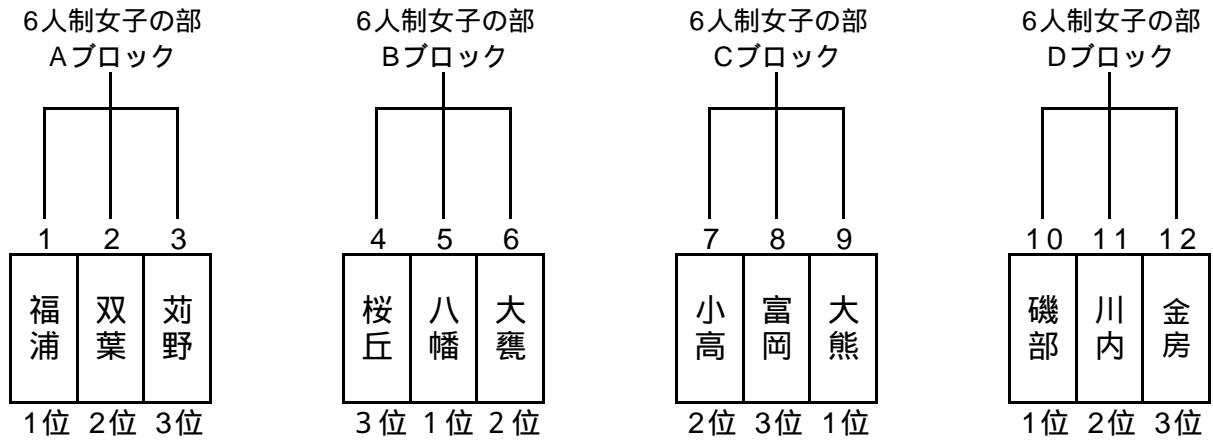 6人制女子の部
Aブロック
1 2 3
福浦 双葉 苅野
1位 2位 3位
6人制女子の部
Bブロック
4 5 6
桜丘 八幡 大甕
3位 1位 2位
6人制女子の部
Cブロック
7 8 9
小高 富岡 大熊
2位 3位 1位
6人制女子の部
Dブロック
10 11 12
磯部 川内 金房
1位 2位 3位